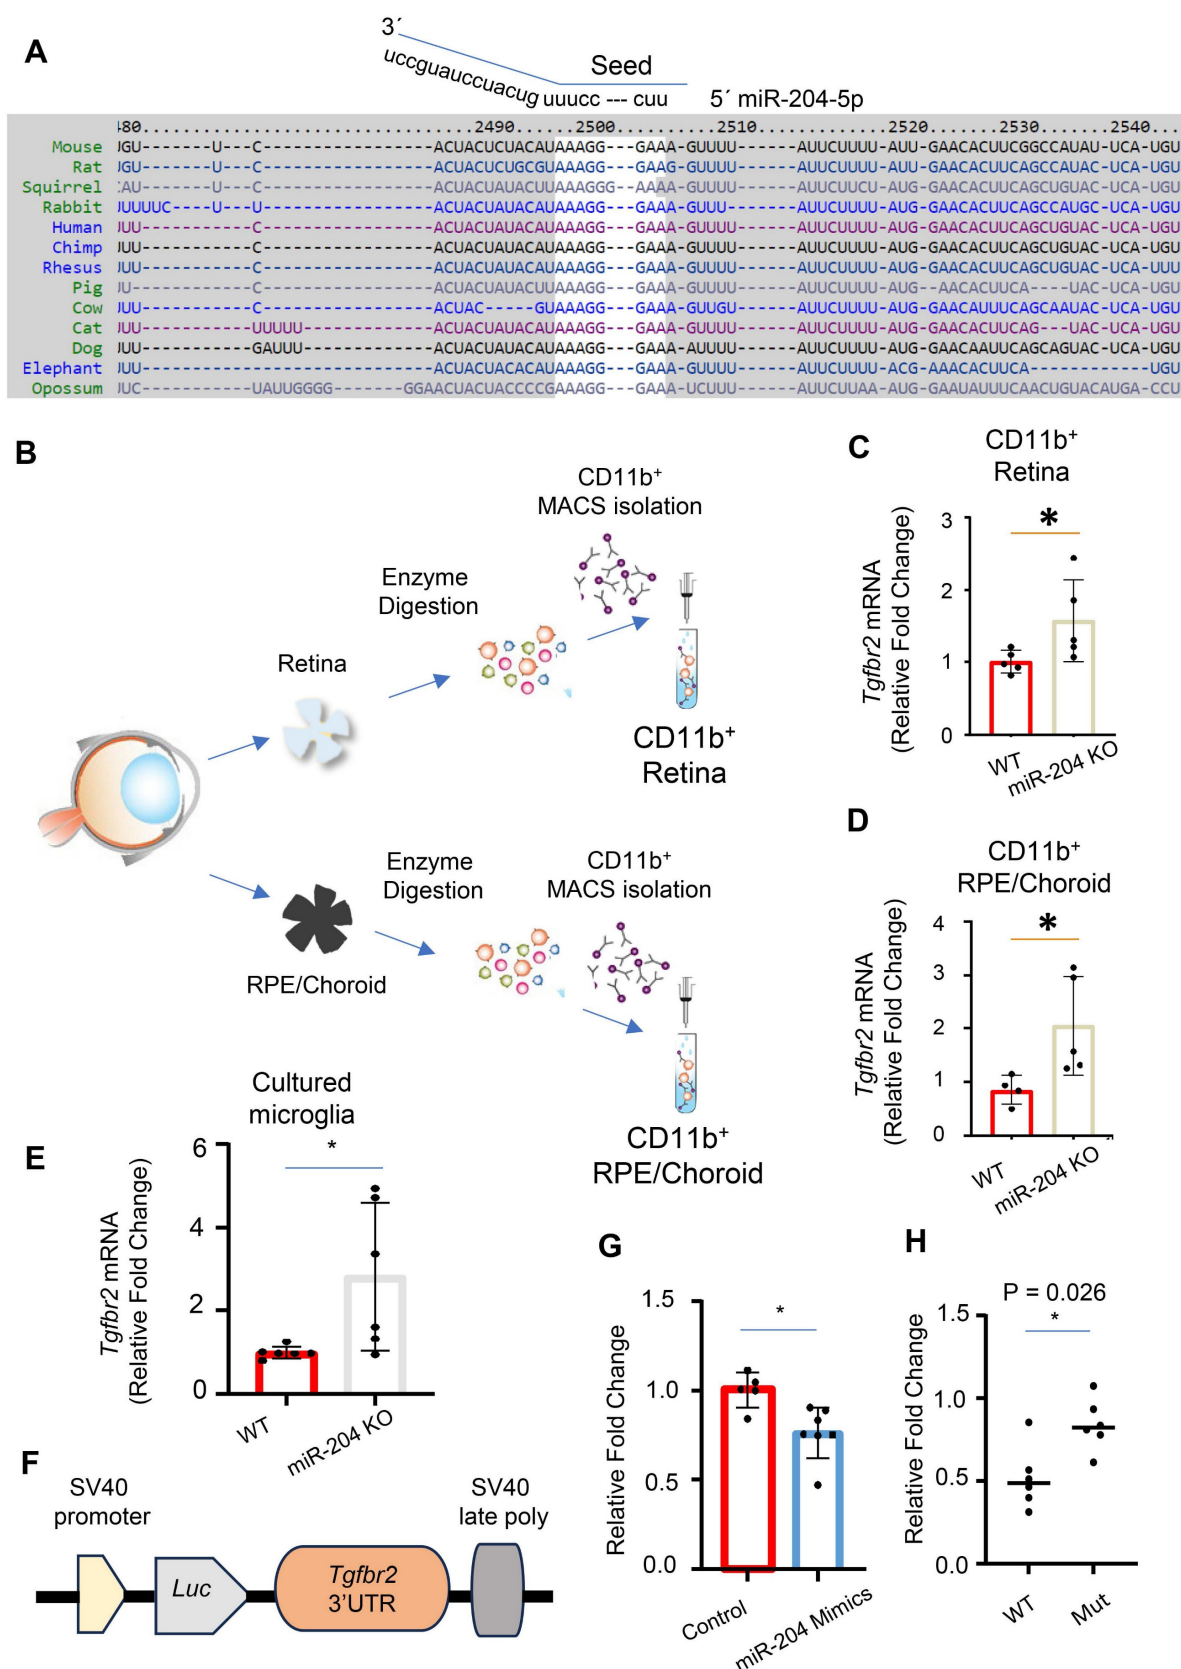 A
3´
uccguauccuacug uuucc --- cuu
Seed
5´ miR-204-5p
480..............................2490......2500.........2510............2520.......2530.......2540...
Mouse UGU------U--C---------------ACUACUCUACAUAAAGG---GAAA-GUUUU------AUUCUUUU-AUU-GAACACUUCGGCCAUAU-UCA-UGU
Rat UGU------U--C---------------ACUACUCUGCGUAAAGG---GAAG-GUUUU------AUUCUUUU-AUU-GAACACUUCAGCCAUAC-UCA-UGU
Squirrel CAU------U--C---------------ACUACUAUACUUAAAGGG--AAAA-GUUUU------AUUCUUCU-AUG-GAACACUUCAGCUGUAC-UCA-UGU
Rabbit UUUUUC---U--U---------------ACUACUAUACAUAAAGG---GAAA-GUUU-------AUUCUUUU-AUG-GAACACUUCAGCCAUGC-UCA-UGU
Human UUU---------C---------------ACUACUAUACAUAAAGG---GAAA-GUUUU------AUUCUUUU-AUG-GAACACUUCAGCUGUAC-UCA-UGU
Chimp UUU---------C---------------ACUACUAUACAUAAAGG---GAAA-GUUUU------AUUCUUUU-AUG-GAACACUUCAGCUGUAC-UCA-UGU
Rhesus UUU---------C---------------ACUACUAUACAUAAAGG---GAAA-GUUUU------AUUCUUUU-AUG-GAACACUUCAGCUGUAC-UCA-UUU
Pig UU----------C---------------ACUACUAUACUUAAAGG---GAAA-GUUUU------AUUCUUUU-AUG--AACACUUCA---UAC-UCA-UGU
Cow UUU---------C---------------ACUAC-----GUAAAGG---GAAA-GUUGU------AUUCUUUU-AUG-GAACAUUUCAGCAAUAC-UCA-UGU
Cat UUU---------UUUUU-----------ACUACUAUACAUAAAGG---GAAA-GUUUU------AUUCUUUU-AUG-GAACACUUCAG---UAC-UCA-UGU
Dog UUU---------GAUUU-----------ACUACUAUACAUAAAGG---GAAA-AUUUU------AUUCUUUU-AUG-GAACAAUUCAGCAGUAC-UCA-UGU
Elephant UUU-------------------------ACUACUAUACAUAAAGG---GAAA-GUUUU------AUUCUUUU-ACG-GAACACUUCA-----------UGU
Opossum UUC---------UAUUGGGG------GGAACUACUACCCCGAAAGG---GAAA-UCUUU------AUUCUUAA-AUG-GAAUAUUUCAACUGUACAUGA-CCU
B
Retina
Enzyme
Digestion
CD11b⁺
MACS isolation
CD11b⁺
Retina
RPE/Choroid
Enzyme
Digestion
CD11b⁺
MACS isolation
CD11b⁺
RPE/Choroid
C
CD11b⁺
Retina
Tgfbr2 mRNA
(Relative Fold Change)
3
2
1
0
*
WT
miR-204 KO
D
CD11b⁺
RPE/Choroid
Tgfbr2 mRNA
(Relative Fold Change)
4
3
2
1
0
*
WT
miR-204 KO
E
Cultured
microglia
Tgfbr2 mRNA
(Relative Fold Change)
6
4
2
0
*
WT
miR-204 KO
F
SV40
promoter
Luc
Tgfbr2
3'UTR
SV40
late poly
G
Relative Fold Change
1.5
1.0
0.5
0.0
*
Control
miR-204 Mimics
H
P = 0.026
*
Relative Fold Change
1.5
1.0
0.5
0.0
WT
Mut